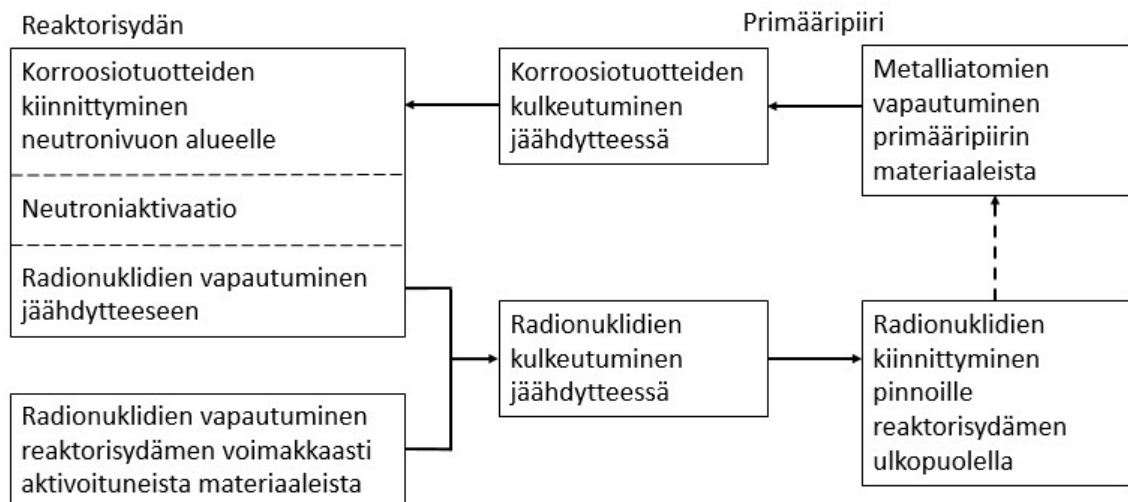 Reaktorisydän
Primääripiiri
Korroosiotuotteiden
kiinnittyminen
neutronivuon alueelle
Neutroniaktivaatio
Radionuklidien vapautuminen
jäähdytteeseen
Korroosiotuotteiden
kulkeutuminen
jäähdytteessä
Metalliatomien
vapautuminen
primääripiirin
materiaaleista
Radionuklidien vapautuminen
reaktorisydämen voimakkaasti
aktivoituneista materiaaleista
Radionuklidien
kulkeutuminen
jäähdytteessä
Radionuklidien
kiinnittyminen
pinnoille
reaktorisydämen
ulkopuolella